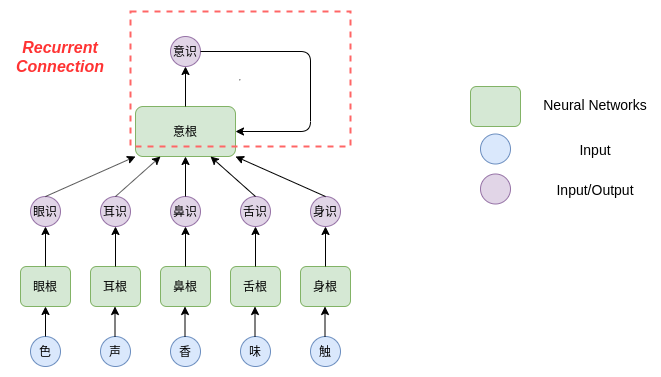 Recurrent
Connection
意识
意根
眼识
耳识
鼻识
舌识
身识
眼根
耳根
鼻根
舌根
身根
色
声
香
味
触
Neural Networks
Input
Input/Output